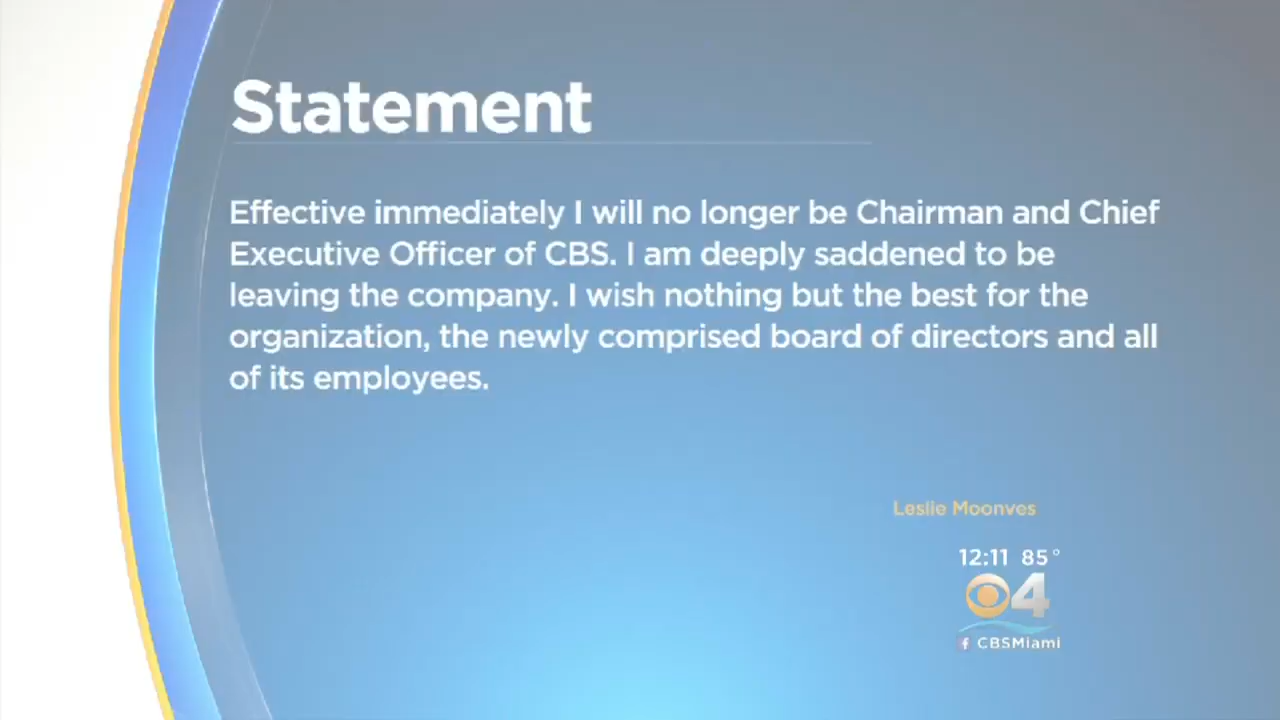 Statement
Effective immediately I will no longer be Chairman and Chief
Executive Officer of CBS. I am deeply saddened to be
leaving the company. I wish nothing but the best for the
organization, the newly comprised board of directors and all
of its employees.
Leslie Moonves
12:11 85°
4
f CBSMiami